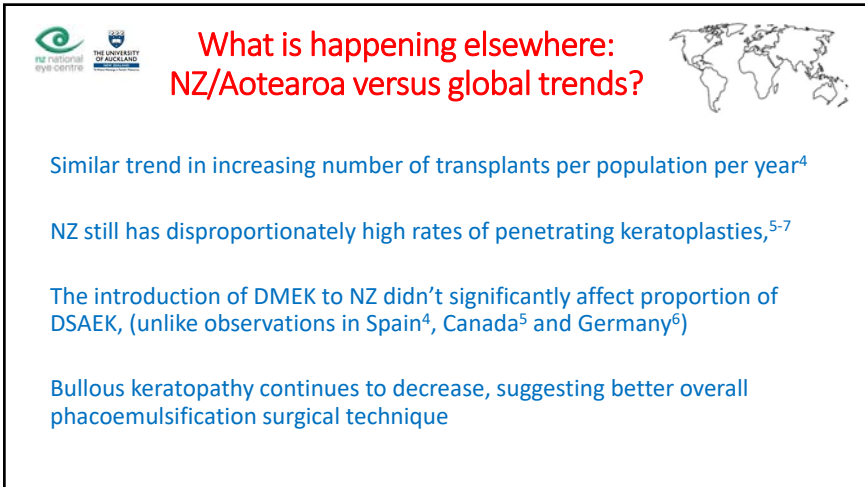 nz national
eye centre
THE UNIVERSITY
OF AUCKLAND
NEW ZEALAND
What is happening elsewhere:
NZ/Aotearoa versus global trends?
Similar trend in increasing number of transplants per population per year⁴
NZ still has disproportionately high rates of penetrating keratoplasties,⁵⁻⁷
The introduction of DMEK to NZ didn’t significantly affect proportion of
DSAEK, (unlike observations in Spain⁴, Canada⁵ and Germany⁶)
Bullous keratopathy continues to decrease, suggesting better overall
phacoemulsification surgical technique